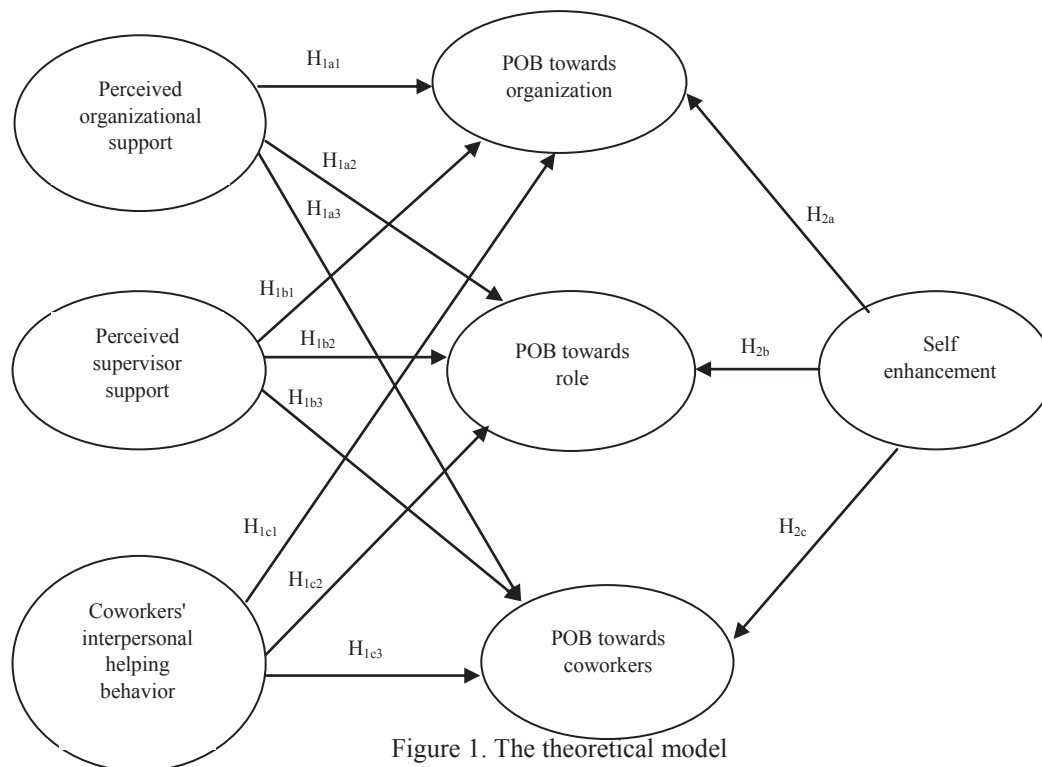 H1a1
POB towards
organization
Perceived
organizational
support
H1a2
H1a3
H2a
H1b1
Perceived
supervisor
support
H1b2
POB towards
role
H2b
Self
enhancement
H1b3
H1c1
H2c
H1c2
Coworkers'
interpersonal
helping
behavior
H1c3
POB towards
coworkers
Figure 1. The theoretical model